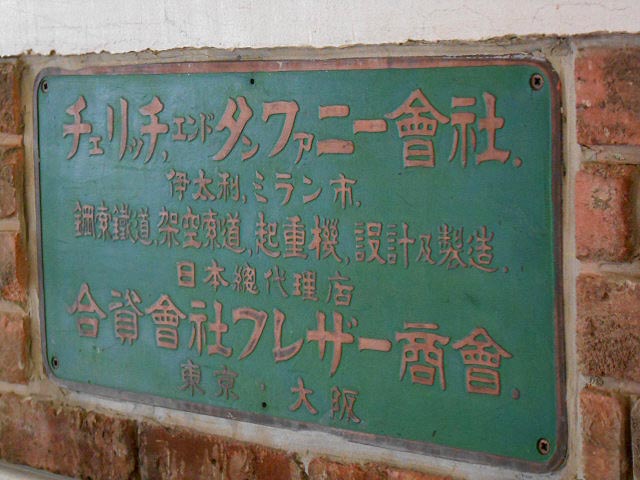 チェリッチ,エンドタンファニー會社.
伊太利,ミラン市,
鋼索鐵道,架空索道,起重機,設計及製造.
日本總代理店
合資會社フレザー商會.
東京・大阪